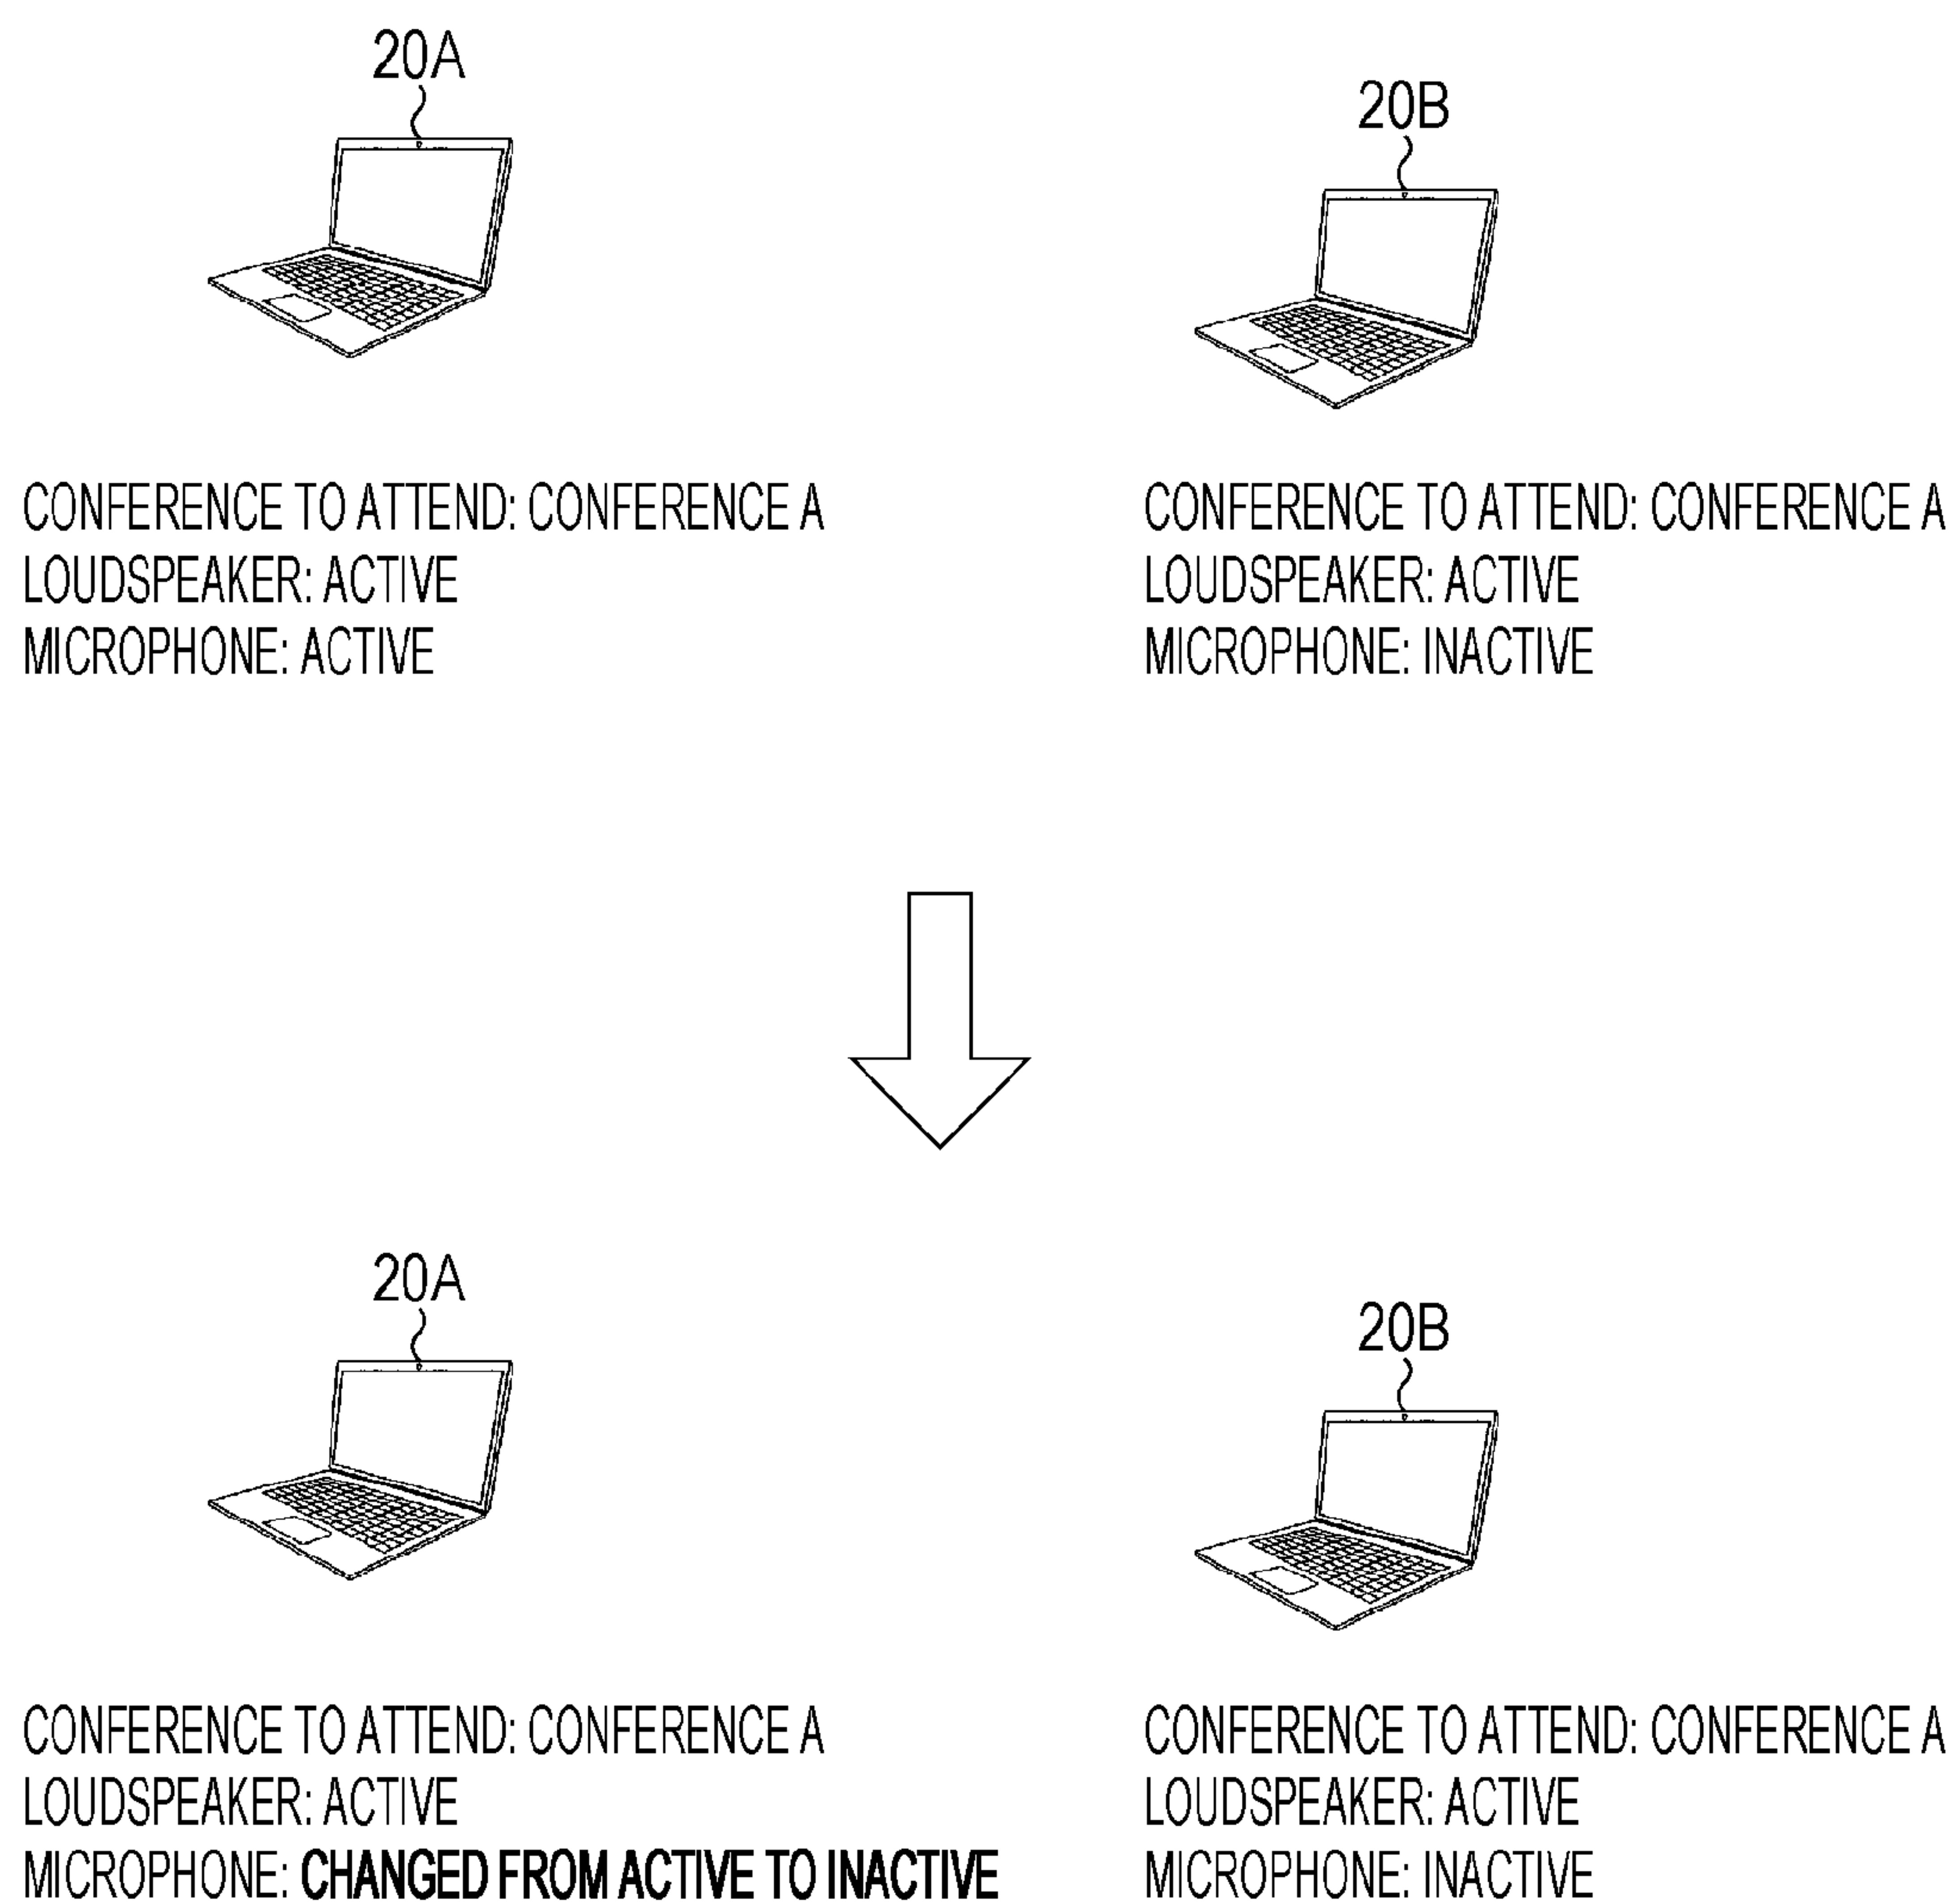 20A
20B
CONFERENCE TO ATTEND: CONFERENCE A
LOUDSPEAKER: ACTIVE
MICROPHONE: ACTIVE
CONFERENCE TO ATTEND: CONFERENCE A
LOUDSPEAKER: ACTIVE
MICROPHONE: INACTIVE
20A
20B
CONFERENCE TO ATTEND: CONFERENCE A
LOUDSPEAKER: ACTIVE
MICROPHONE: CHANGED FROM ACTIVE TO INACTIVE
CONFERENCE TO ATTEND: CONFERENCE A
LOUDSPEAKER: ACTIVE
MICROPHONE: INACTIVE